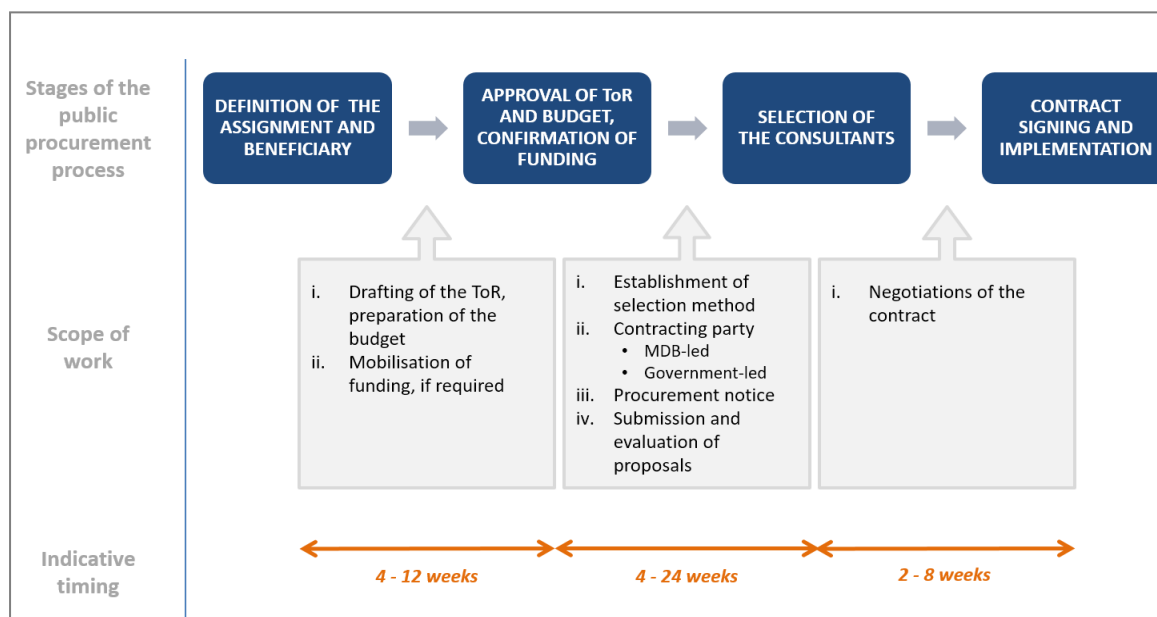 Stages of the
public
procurement
process
DEFINITION OF THE
ASSIGNMENT AND
BENEFICIARY
APPROVAL OF ToR
AND BUDGET,
CONFIRMATION OF
FUNDING
SELECTION OF
THE CONSULTANTS
CONTRACT
SIGNING AND
IMPLEMENTATION
Scope of
work
i. Drafting of the ToR,
preparation of the
budget
ii. Mobilisation of
funding, if required
i. Establishment of
selection method
ii. Contracting party
• MDB-led
• Government-led
iii. Procurement notice
iv. Submission and
evaluation of
proposals
i. Negotiations of the
contract
Indicative
timing
4 - 12 weeks
4 - 24 weeks
2 - 8 weeks